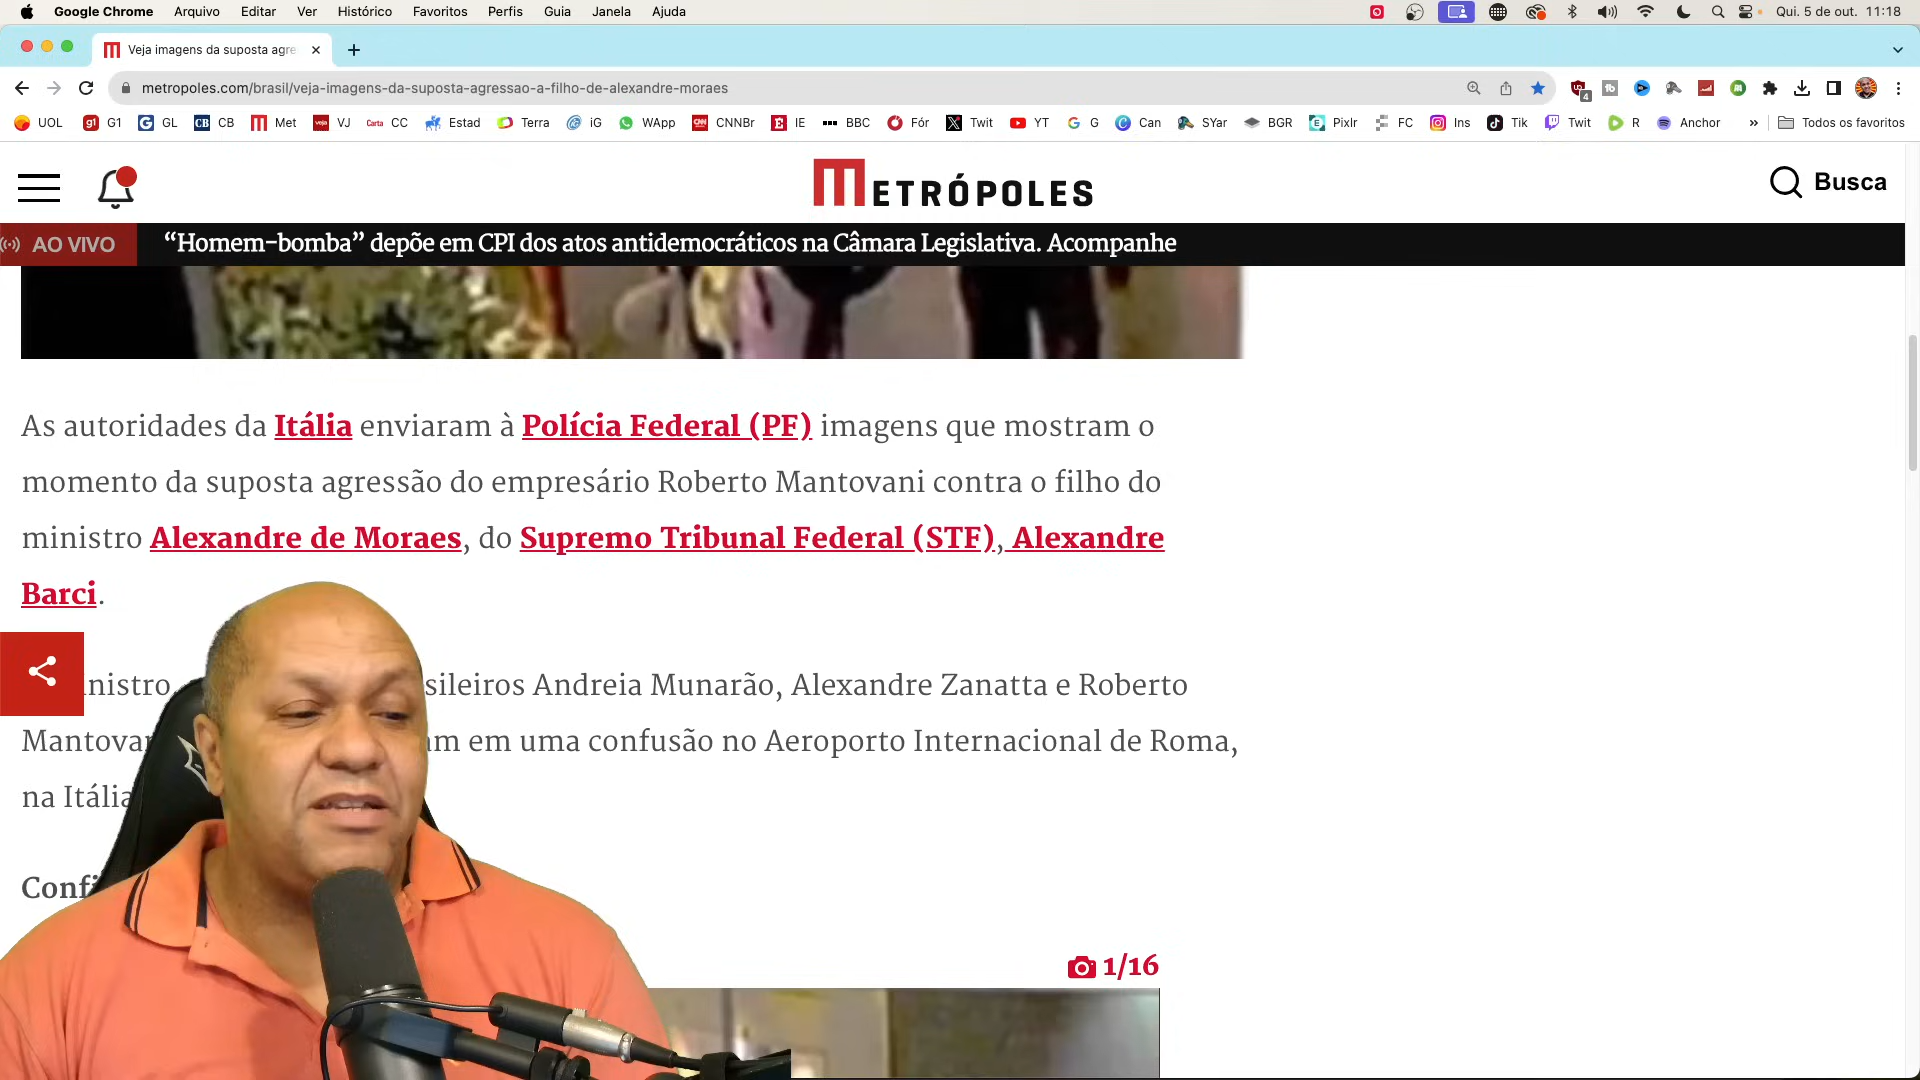 Google Chrome Arquivo Editar Ver Histórico Favoritos Perfis Guia Janela Ajuda Qui. 5 de out. 11:18
Veja imagens da suposta agre
metropoles.com/brasil/veja-imagens-da-suposta-agressao-a-filho-de-alexandre-moraes
UOL G1 GL CB Met VJ CC Estad Terra iG WApp CNNBr IE BBC Fór Twit YT G Can SYar BGR Pixlr FC Ins Tik Twit R Anchor » Todos os favoritos
METRÓPOLES
Busca
AO VIVO “Homem-bomba” depõe em CPI dos atos antidemocráticos na Câmara Legislativa. Acompanhe
As autoridades da Itália enviaram à Polícia Federal (PF) imagens que mostram o
momento da suposta agressão do empresário Roberto Mantovani contra o filho do
ministro Alexandre de Moraes, do Supremo Tribunal Federal (STF), Alexandre
Barci.
nistro sileiros Andreia Munarão, Alexandre Zanatta e Roberto
Mantova am em uma confusão no Aeroporto Internacional de Roma,
na Itália
Confi
1/16